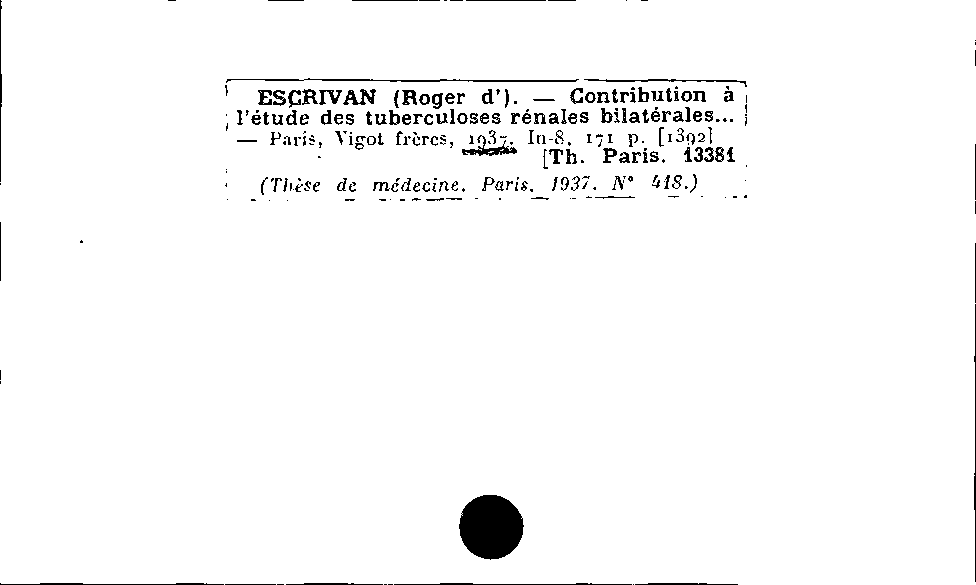 ESCRIVAN (Roger d'). — Contribution à
l'étude des tuberculoses rénales bilatérales...
— Paris, Vigot frères, 1937. In-8, 171 p. [1392]
[Th. Paris. 13381
(Thèse de médecine. Paris. 1937. N° 418.)